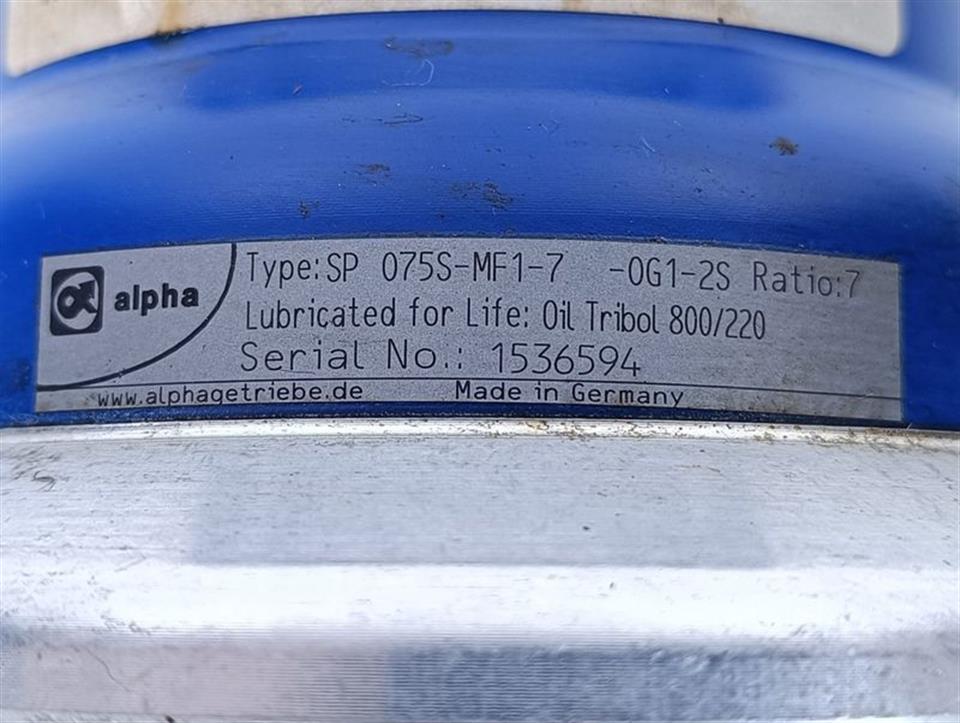 alpha
Type: SP 075S-MF1-7 -0G1-2S Ratio:7
Lubricated for Life: Oil Tribol 800/220
Serial No.: 1536594
www.alphagetriebe.de Made in Germany